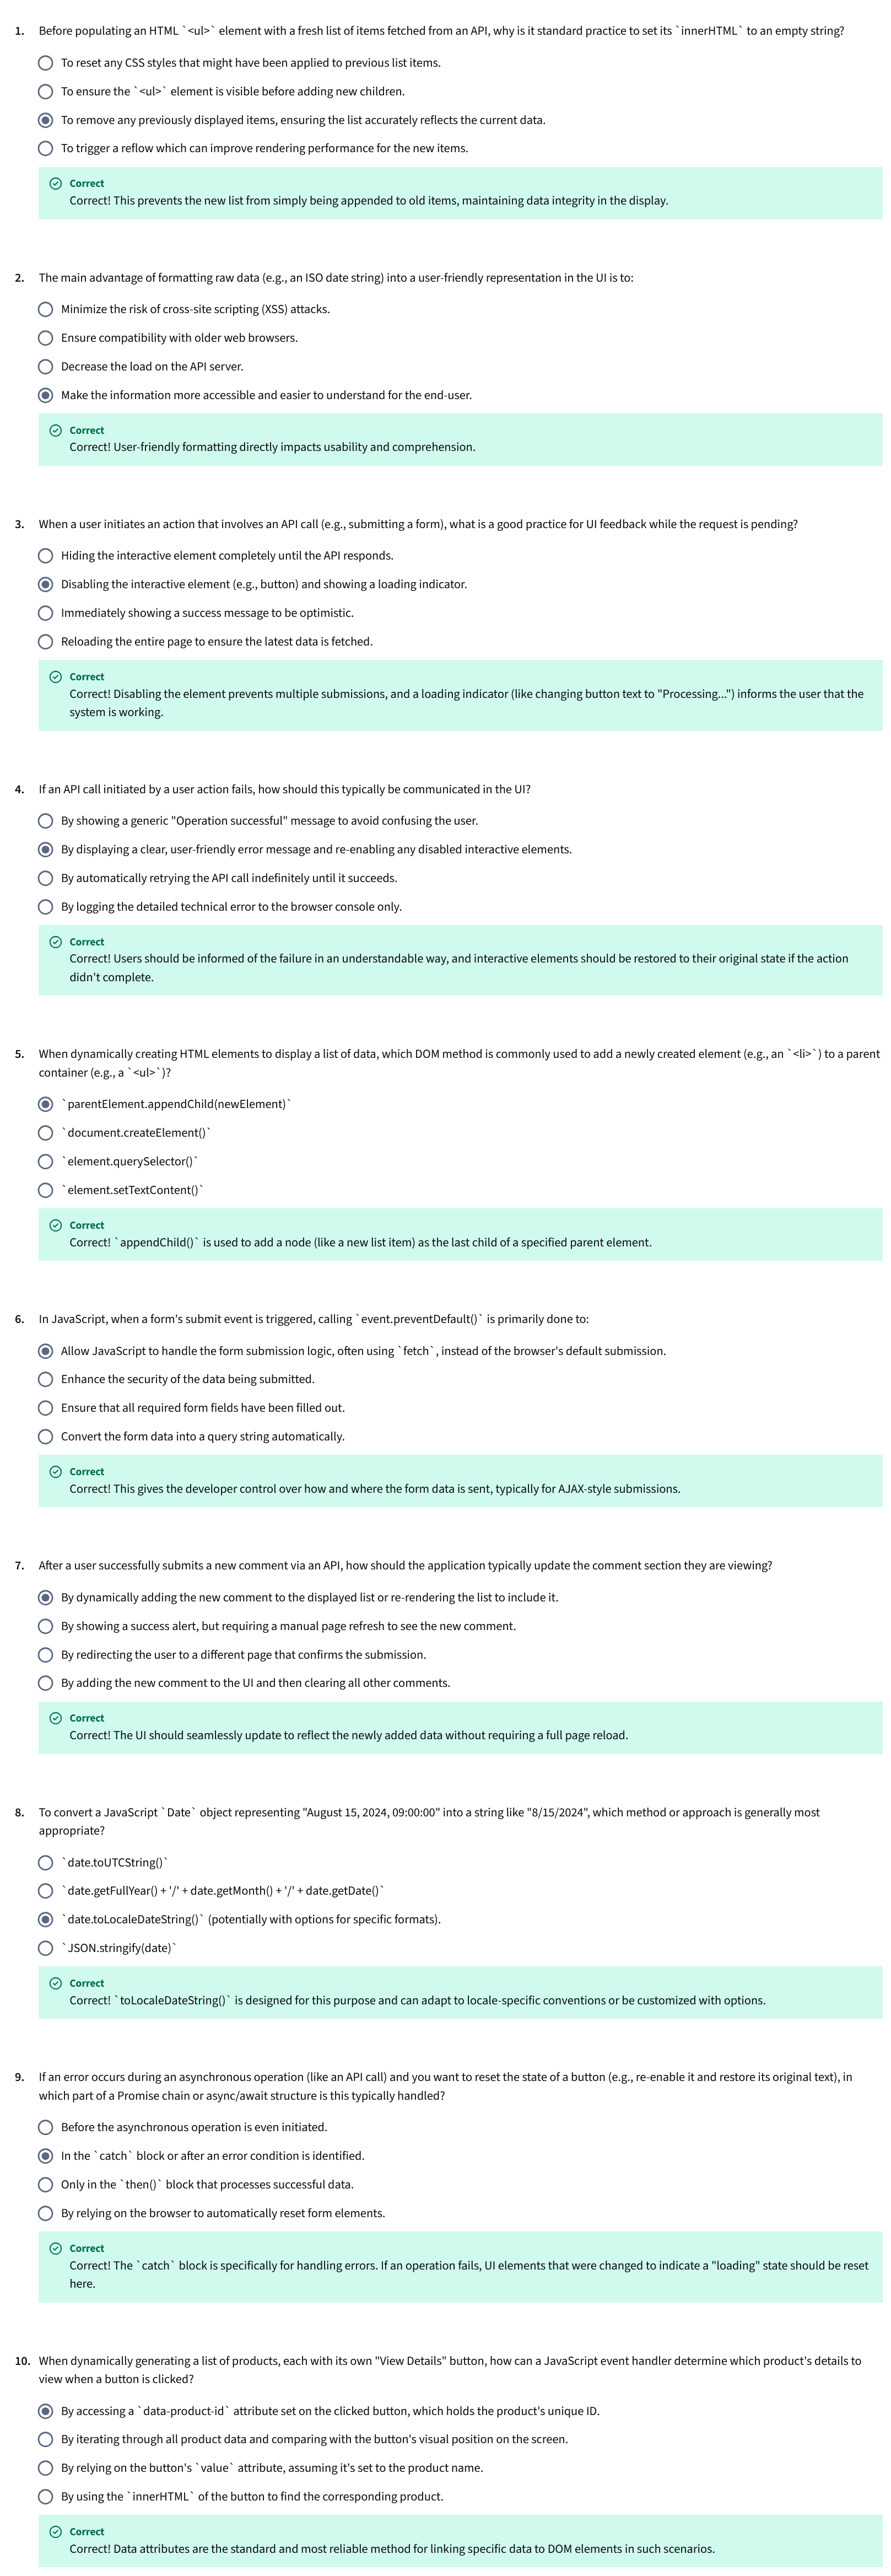 1. Before populating an HTML `<ul>` element with a fresh list of items fetched from an API, why is it standard practice to set its `innerHTML` to an empty string?
To reset any CSS styles that might have been applied to previous list items.
To ensure the `<ul>` element is visible before adding new children.
To remove any previously displayed items, ensuring the list accurately reflects the current data.
To trigger a reflow which can improve rendering performance for the new items.
Correct
Correct! This prevents the new list from simply being appended to old items, maintaining data integrity in the display.
2. The main advantage of formatting raw data (e.g., an ISO date string) into a user-friendly representation in the UI is to:
Minimize the risk of cross-site scripting (XSS) attacks.
Ensure compatibility with older web browsers.
Decrease the load on the API server.
Make the information more accessible and easier to understand for the end-user.
Correct
Correct! User-friendly formatting directly impacts usability and comprehension.
3. When a user initiates an action that involves an API call (e.g., submitting a form), what is a good practice for UI feedback while the request is pending?
Hiding the interactive element completely until the API responds.
Disabling the interactive element (e.g., button) and showing a loading indicator.
Immediately showing a success message to be optimistic.
Reloading the entire page to ensure the latest data is fetched.
Correct
Correct! Disabling the element prevents multiple submissions, and a loading indicator (like changing button text to "Processing...") informs the user that the
system is working.
4. If an API call initiated by a user action fails, how should this typically be communicated in the UI?
By showing a generic "Operation successful" message to avoid confusing the user.
By displaying a clear, user-friendly error message and re-enabling any disabled interactive elements.
By automatically retrying the API call indefinitely until it succeeds.
By logging the detailed technical error to the browser console only.
Correct
Correct! Users should be informed of the failure in an understandable way, and interactive elements should be restored to their original state if the action
didn't complete.
5. When dynamically creating HTML elements to display a list of data, which DOM method is commonly used to add a newly created element (e.g., an `<li>`) to a parent
container (e.g., a `<ul>`)?
`parentElement.appendChild(newElement)`
`document.createElement()`
`element.querySelector()`
`element.setTextContent()`
Correct
Correct! `appendChild()` is used to add a node (like a new list item) as the last child of a specified parent element.
6. In JavaScript, when a form's submit event is triggered, calling `event.preventDefault()` is primarily done to:
Allow JavaScript to handle the form submission logic, often using `fetch`, instead of the browser's default submission.
Enhance the security of the data being submitted.
Ensure that all required form fields have been filled out.
Convert the form data into a query string automatically.
Correct
Correct! This gives the developer control over how and where the form data is sent, typically for AJAX-style submissions.
7. After a user successfully submits a new comment via an API, how should the application typically update the comment section they are viewing?
By dynamically adding the new comment to the displayed list or re-rendering the list to include it.
By showing a success alert, but requiring a manual page refresh to see the new comment.
By redirecting the user to a different page that confirms the submission.
By adding the new comment to the UI and then clearing all other comments.
Correct
Correct! The UI should seamlessly update to reflect the newly added data without requiring a full page reload.
8. To convert a JavaScript `Date` object representing "August 15, 2024, 09:00:00" into a string like "8/15/2024", which method or approach is generally most
appropriate?
`date.toUTCString()`
`date.getFullYear() + '/' + date.getMonth() + '/' + date.getDate()`
`date.toLocaleDateString()` (potentially with options for specific formats).
`JSON.stringify(date)`
Correct
Correct! `toLocaleDateString()` is designed for this purpose and can adapt to locale-specific conventions or be customized with options.
9. If an error occurs during an asynchronous operation (like an API call) and you want to reset the state of a button (e.g., re-enable it and restore its original text), in
which part of a Promise chain or async/await structure is this typically handled?
Before the asynchronous operation is even initiated.
In the `catch` block or after an error condition is identified.
Only in the `then()` block that processes successful data.
By relying on the browser to automatically reset form elements.
Correct
Correct! The `catch` block is specifically for handling errors. If an operation fails, UI elements that were changed to indicate a "loading" state should be reset
here.
10. When dynamically generating a list of products, each with its own "View Details" button, how can a JavaScript event handler determine which product's details to
view when a button is clicked?
By accessing a `data-product-id` attribute set on the clicked button, which holds the product's unique ID.
By iterating through all product data and comparing with the button's visual position on the screen.
By relying on the button's `value` attribute, assuming it's set to the product name.
By using the `innerHTML` of the button to find the corresponding product.
Correct
Correct! Data attributes are the standard and most reliable method for linking specific data to DOM elements in such scenarios.